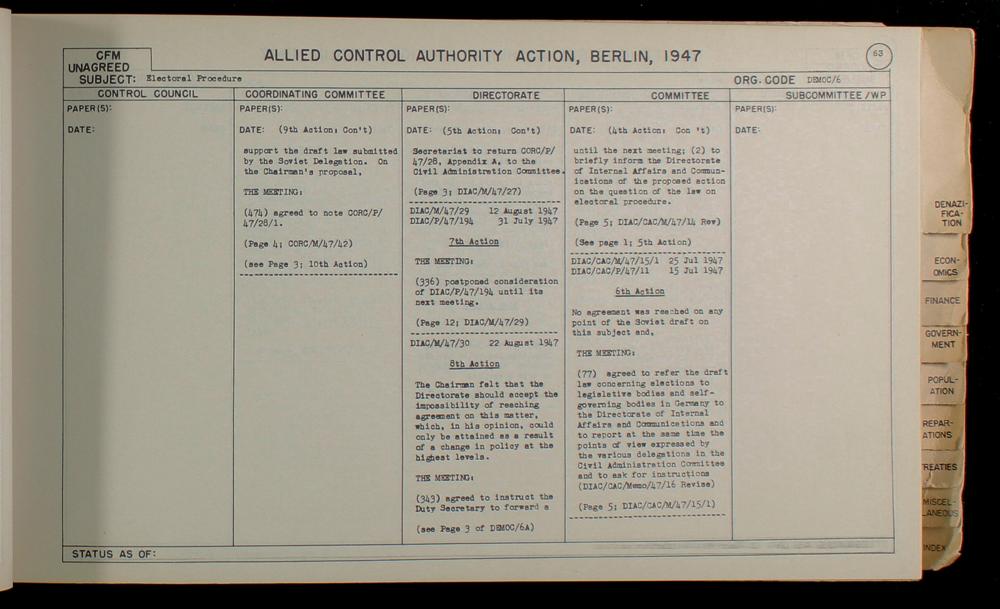 CFM
UNAGREED
ALLIED CONTROL AUTHORITY ACTION, BERLIN, 1947
63
SUBJECT: Electoral Procedure
ORG. CODE DEMOC/6
CONTROL COUNCIL
PAPER(S):
DATE:
COORDINATING COMMITTEE
PAPER(S):
DATE: (9th Action: Con't)
support the draft law submitted
by the Soviet Delegation. On
the Chairman's proposal,
THE MEETING:
(474) agreed to note CORC/P/
47/28/1.
(Page 4; CORC/M/47/42)
(see Page 3; 10th Action)
DIRECTORATE
PAPER(S):
DATE: (5th Action: Con't)
Secretariat to return CORC/P/
47/28, Appendix A, to the
Civil Administration Committee.
(Page 3; DIAC/M/47/27)
DIAC/M/47/29 12 August 1947
DIAC/P/47/194 31 July 1947
7th Action
THE MEETING:
(336) postponed consideration
of DIAC/P/47/194 until its
next meeting.
(Page 12; DIAC/M/47/29)
DIAC/M/47/30 22 August 1947
8th Action
The Chairman felt that the
Directorate should accept the
impossibility of reaching
agreement on this matter,
which, in his opinion, could
only be attained as a result
of a change in policy at the
highest levels.
THE MEETING:
(343) agreed to instruct the
Duty Secretary to forward a
(see Page 3 of DEMOC/6A)
COMMITTEE
PAPER(S):
DATE: (4th Action: Con 't)
until the next meeting; (2) to
briefly inform the Directorate
of Internal Affairs and Commun-
ications of the proposed action
on the question of the law on
electoral procedure.
(Page 5; DIAC/CAC/M/47/14 Rev)
(See page 1; 5th Action)
DIAC/CAC/M/47/15/1 25 Jul 1947
DIAC/CAC/P/47/11 15 Jul 1947
6th Action
No agreement was reached on any
point of the Soviet draft on
this subject and,
THE MEETING:
(77) agreed to refer the draft
law concerning elections to
legislative bodies and self-
governing bodies in Germany to
the Directorate of Internal
Affairs and Communications and
to report at the same time the
points of view expressed by
the various delegations in the
Civil Administration Committee
and to ask for instructions
(DIAC/CAC/Memo/47/16 Revise)
(Page 5; DIAC/CAC/M/47/15/1)
SUBCOMMITTEE / WP
PAPER(S):
DATE:
STATUS AS OF:
DENAZI-
FICA-
TION
ECON-
OMICS
FINANCE
GOVERN-
MENT
POPUL-
ATION
REPAR-
ATIONS
TREATIES
MISCEL-
LANEOUS
INDEX